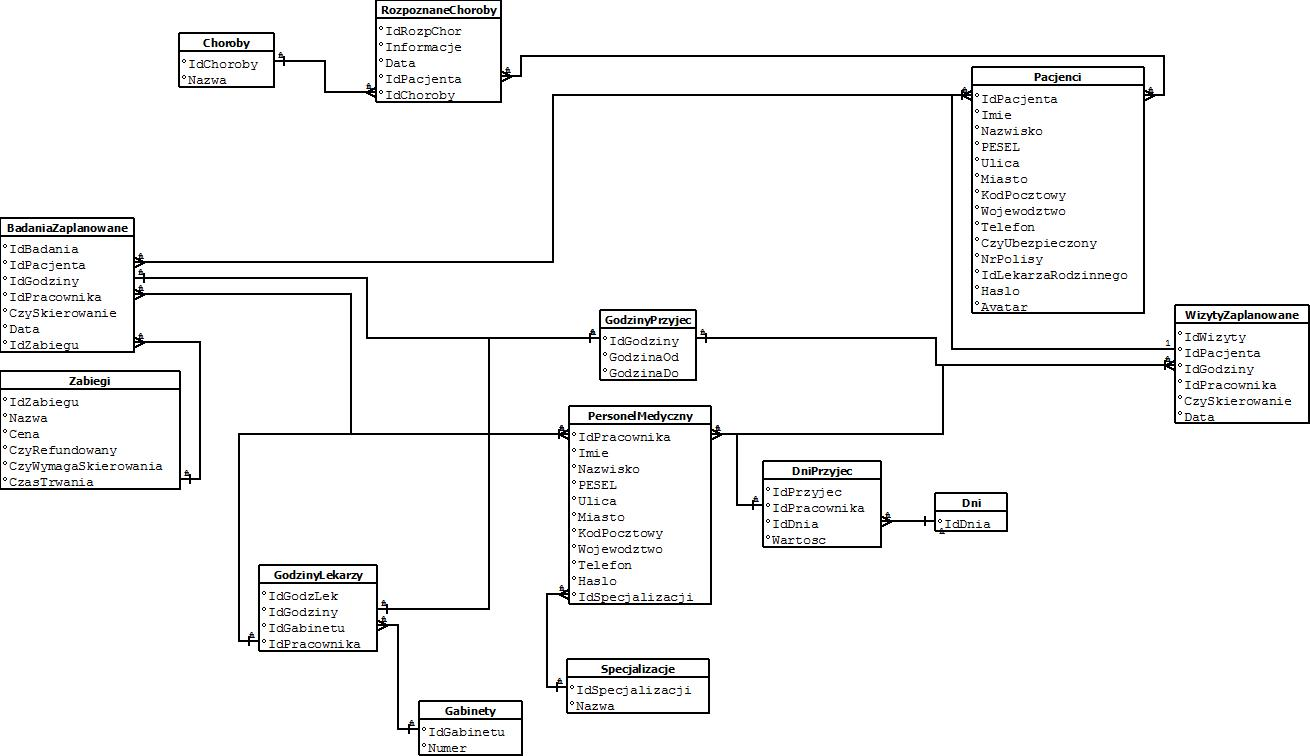 RozpoznaneChoroby
IdRozpChor
Informacje
Data
IdPacjenta
IdChoroby
Choroby
IdChoroby
Nazwa
Pacjenci
IdPacjenta
Imie
Nazwisko
PESEL
Ulica
Miasto
KodPocztowy
Wojewodztwo
Telefon
CzyUbezpieczony
NrPolisy
IdLekarzaRodzinnego
Haslo
Avatar
BadaniaZaplanowane
IdBadania
IdPacjenta
IdGodziny
IdPracownika
CzySkierowanie
Data
IdZabiegu
Zabiegi
IdZabiegu
Nazwa
Cena
CzyRefundowany
CzyWymagaSkierowania
CzasTrwania
GodzinyPrzyjec
IdGodziny
GodzinaOd
GodzinaDo
1
WizytyZaplanowane
IdWizyty
IdPacjenta
IdGodziny
IdPracownika
CzySkierowanie
Data
PersonelMedyczny
IdPracownika
Imie
Nazwisko
PESEL
Ulica
Miasto
KodPocztowy
Wojewodztwo
Telefon
Haslo
IdSpecjalizacji
DniPrzyjec
IdPrzyjec
IdPracownika
IdDnia
Wartosc
Dni
IdDnia
GodzinyLekarzy
IdGodzLek
IdGodziny
IdGabinetu
IdPracownika
Specjalizacje
IdSpecjalizacji
Nazwa
Gabinety
IdGabinetu
Numer